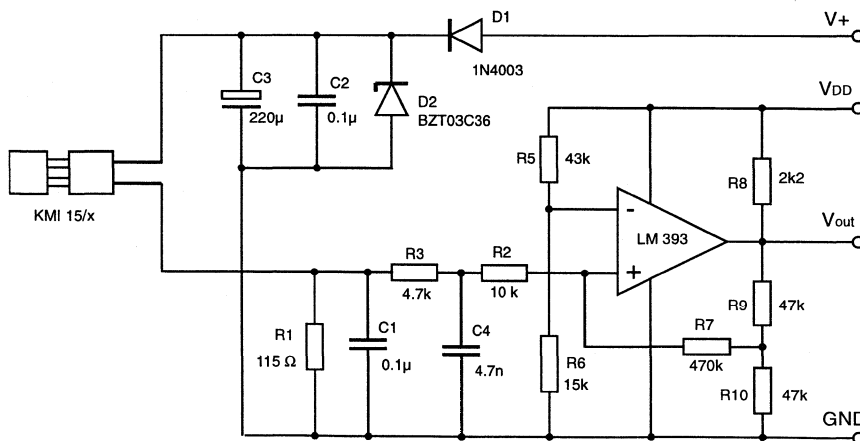 D1
V+
1N4003
C3
220µ
C2
0.1µ
D2
BZT03C36
VDD
R5
43k
R8
2k2
KMI 15/x
-
LM 393
+
Vout
R3
4.7k
R2
10 k
R9
47k
R1
115 Ω
C1
0.1µ
C4
4.7n
R7
470k
R6
15k
R10
47k
GND